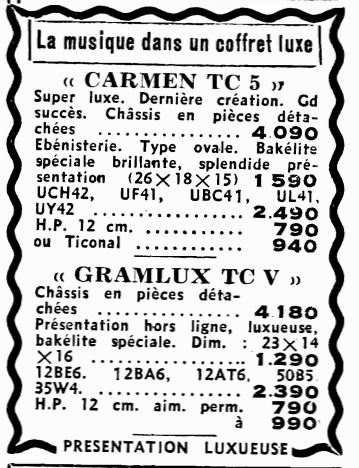 La musique dans un coffret luxe
« CARMEN TC 5 »
Super luxe. Dernière création. Gd
succès. Châssis en pièces déta-
chées ................ 4.090
Ebénisterie. Type ovale. Bakélite
spéciale brillante, splendide pré-
sentation (26×18×15) 1 590
UCH42, UF41, UBC41, UL41,
UY42 ................ 2.490
H.P. 12 cm. ............ 790
ou Ticonal ............ 940
« GRAMLUX TC V »
Châssis en pièces déta-
chées ................ 4 180
Présentation hors ligne, luxueuse,
bakélite spéciale. Dim. : 23×14
×16 ................ 1.290
12BE6. 12BA6, 12AT6, 50B5
35W4. ................ 2.390
H.P. 12 cm. aim. perm. 790
à 990
PRESENTATION LUXUEUSE